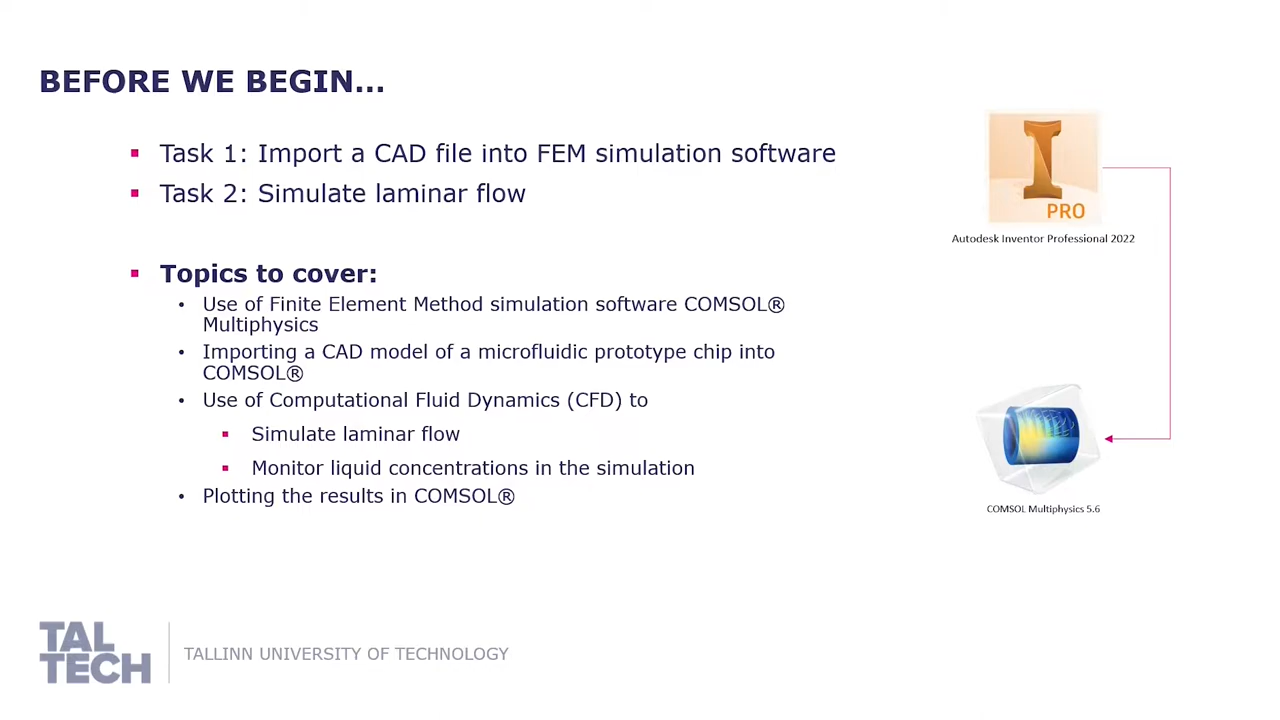 BEFORE WE BEGIN...
Task 1: Import a CAD file into FEM simulation software
Task 2: Simulate laminar flow
Topics to cover:
Use of Finite Element Method simulation software COMSOL®
Multiphysics
Importing a CAD model of a microfluidic prototype chip into
COMSOL®
Use of Computational Fluid Dynamics (CFD) to
Simulate laminar flow
Monitor liquid concentrations in the simulation
Plotting the results in COMSOL®
I
PRO
Autodesk Inventor Professional 2022
COMSOL Multiphysics 5.6
TAL
TECH
TALLINN UNIVERSITY OF TECHNOLOGY